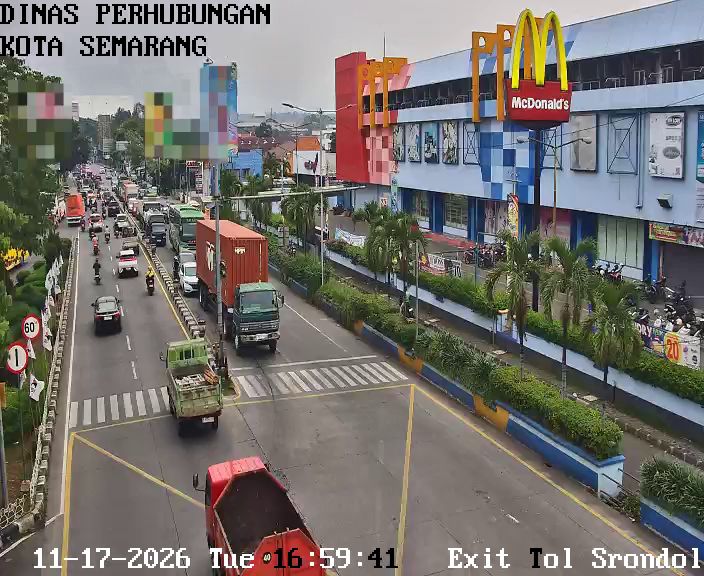 DINAS PERHUBUNGAN
KOTA SEMARANG
McDonald's
60
20
11-17-2026 Tue 16:59:41
Exit Tol Srondol